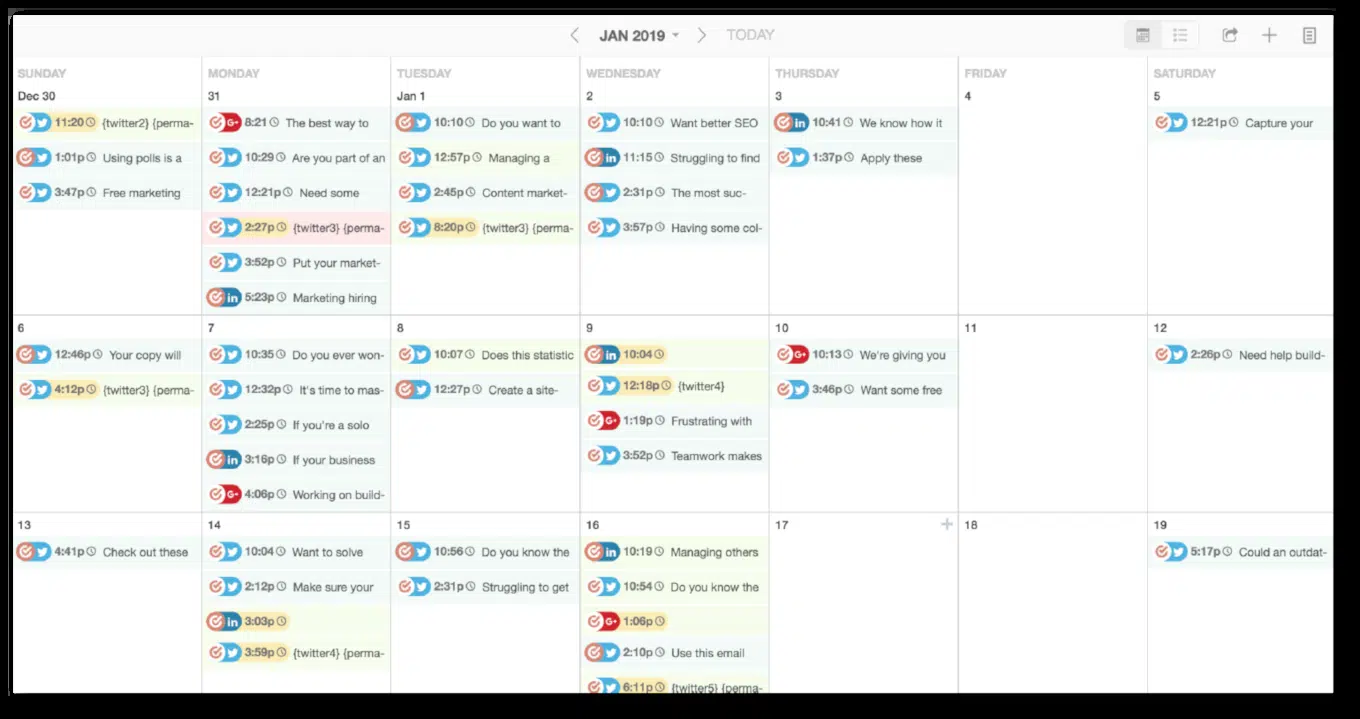 JAN 2019 TODAY
SUNDAY MONDAY TUESDAY WEDNESDAY THURSDAY FRIDAY SATURDAY
Dec 30
11:20 {twitter2} {perma-
1:01p Using polls is a
3:47p Free marketing
31
G+ 8:21 The best way to
10:29 Are you part of an
12:21p Need some
2:27p {twitter3} {perma-
3:52p Put your market-
in 5:23p Marketing hiring
Jan 1
10:10 Do you want to
12:57p Managing a
2:45p Content market-
8:20p {twitter3} {perma-
2
10:10 Want better SEO
in 11:15 Struggling to find
2:31p The most suc-
3:57p Having some col-
3
in 10:41 We know how it
1:37p Apply these
4
5
12:21p Capture your
6
12:46p Your copy will
4:12p {twitter3} {perma-
7
10:35 Do you ever won-
12:32p It's time to mas-
2:25p If you're a solo
in 3:16p If your business
G+ 4:06p Working on build-
8
10:07 Does this statistic
12:27p Create a site-
9
in 10:04
12:18p {twitter4}
G+ 1:19p Frustrating with
3:52p Teamwork makes
10
G+ 10:13 We're giving you
3:46p Want some free
11
12
2:26p Need help build-
13
4:41p Check out these
14
10:04 Want to solve
2:12p Make sure your
in 3:03p
3:59p {twitter4} {perma-
15
10:56 Do you know the
2:31p Struggling to get
16
in 10:19 Managing others
10:54 Do you know the
G+ 1:06p
2:10p Use this email
6:11p {twitter5} {perma-
17
18
19
5:17p Could an outdat-